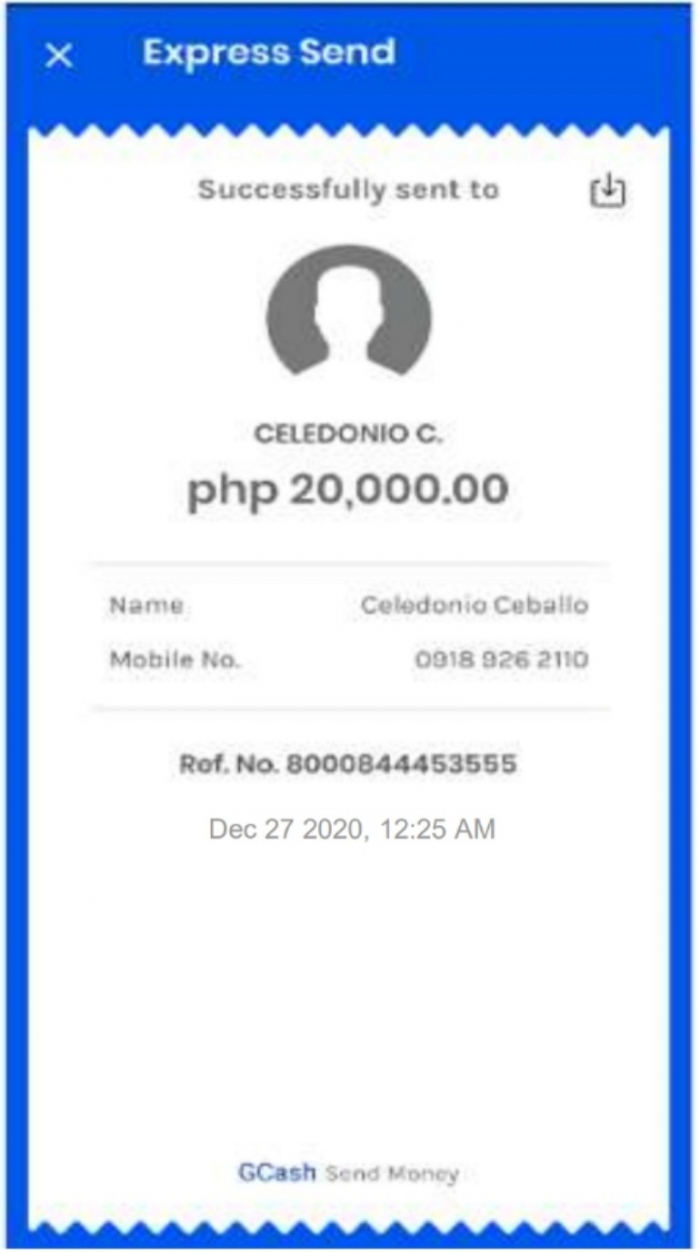 Express Send
Successfully sent to
CELEDONIO C.
php 20,000.00
Name Celedonio Ceballo
Mobile No. 0918 926 2110
Ref. No. 8000844453555
Dec 27 2020, 12:25 AM
GCash Send Money